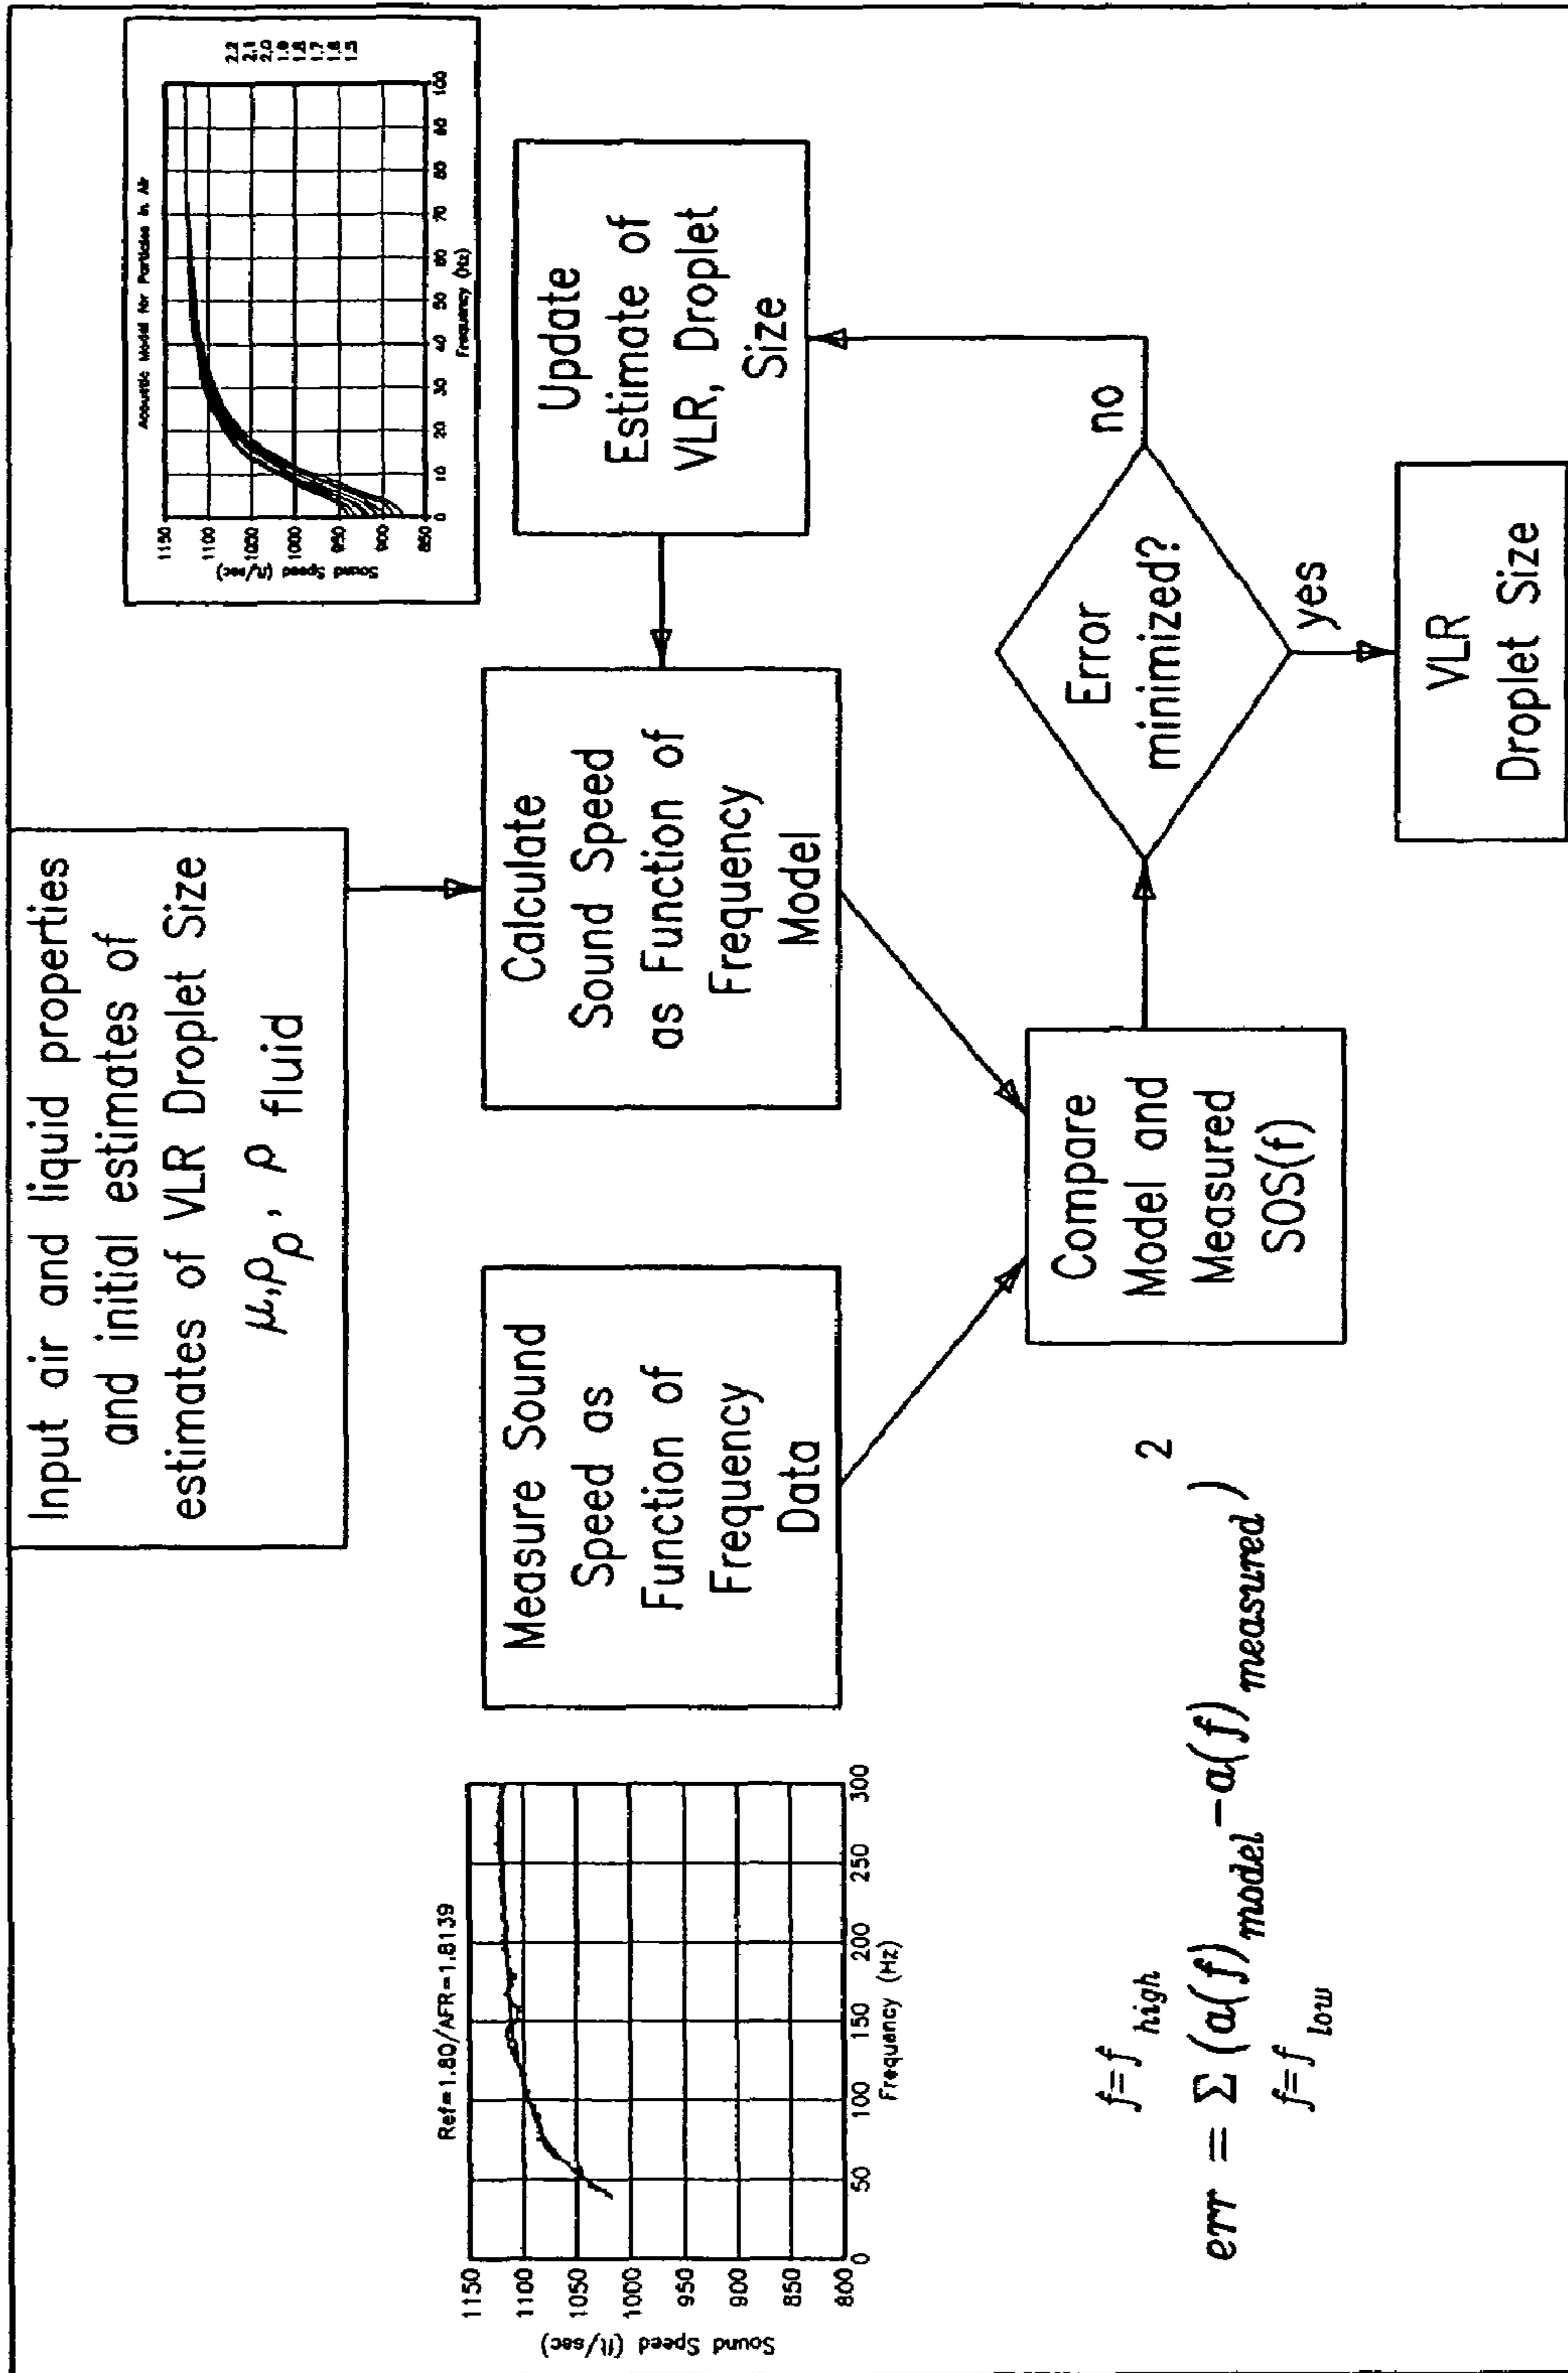 Input air and liquid properties
and initial estimates of
estimates of VLR Droplet Size
μ,ρ ρ, ρ fluid
Acoustic Model for Particles in Air
Sound Speed (ft/sec)
1150
1100
1050
1000
950
900
850
0 10 20 30 40 50 60 70 80 90 100
Frequency (Hz)
2.2
2.1
2.0
1.9
1.8
1.7
1.6
1.5
Ref=1.80/AFR=1.8139
Sound Speed (ft/sec)
1150
1100
1050
1000
950
900
850
800
0 50 100 150 200 250 300
Frequency (Hz)
Measure Sound
Speed as
Function of
Frequency
Data
Calculate
Sound Speed
as Function of
Frequency
Model
Update
Estimate of
VLR, Droplet
Size
Compare
Model and
Measured
SOS(f)
Error
minimized?
no
yes
VLR
Droplet Size
f=f high
err = Σ (a(f) model -a(f) measured) 2
f=f low